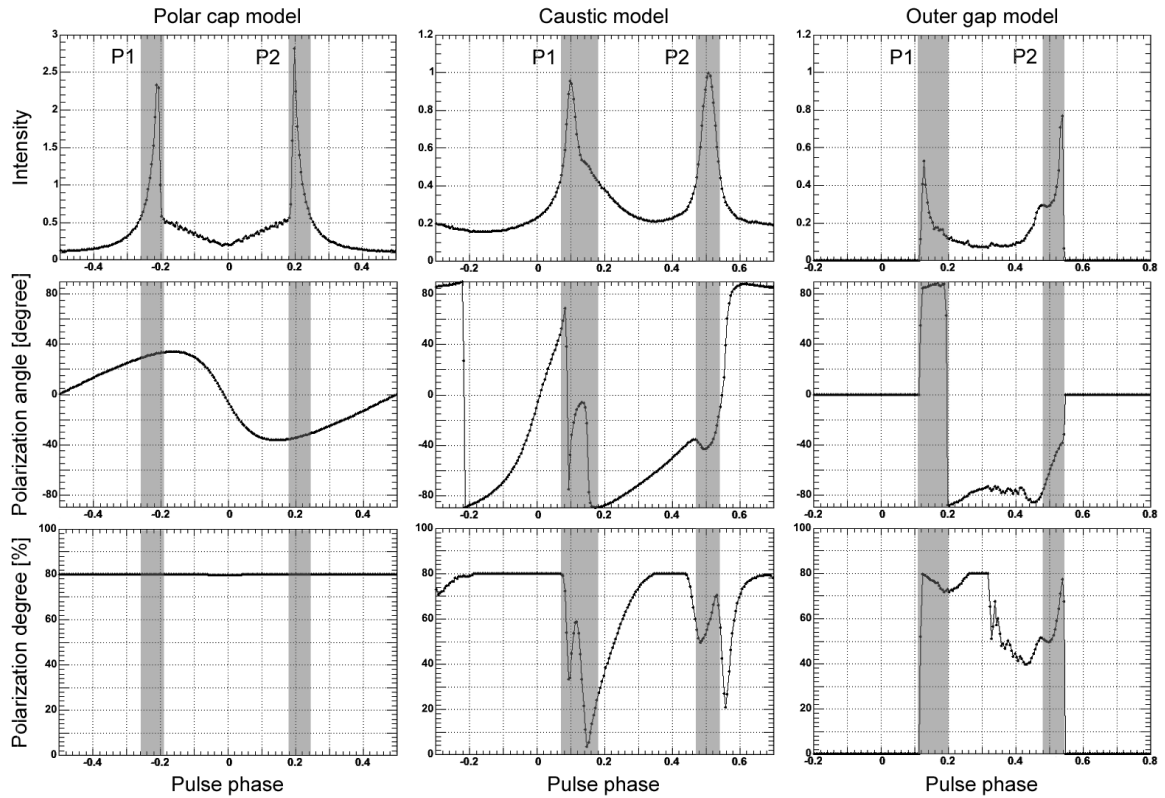 Polar cap model Caustic model Outer gap model
Intensity
3 2.5 2 1.5 1 0.5 0
P1 P2
-0.4 -0.2 0 0.2 0.4
1.2 1 0.8 0.6 0.4 0.2 0
P1 P2
-0.2 0 0.2 0.4 0.6
1.2 1 0.8 0.6 0.4 0.2 0
P1 P2
-0.2 0 0.2 0.4 0.6 0.8
Polarization angle [degree]
80 40 0 -40 -80
-0.4 -0.2 0 0.2 0.4
80 40 0 -40 -80
-0.2 0 0.2 0.4 0.6
80 40 0 -40 -80
-0.2 0 0.2 0.4 0.6 0.8
Polarization degree [%]
100 80 60 40 20 0
-0.4 -0.2 0 0.2 0.4
100 80 60 40 20 0
-0.2 0 0.2 0.4 0.6
100 80 60 40 20 0
-0.2 0 0.2 0.4 0.6 0.8
Pulse phase Pulse phase Pulse phase